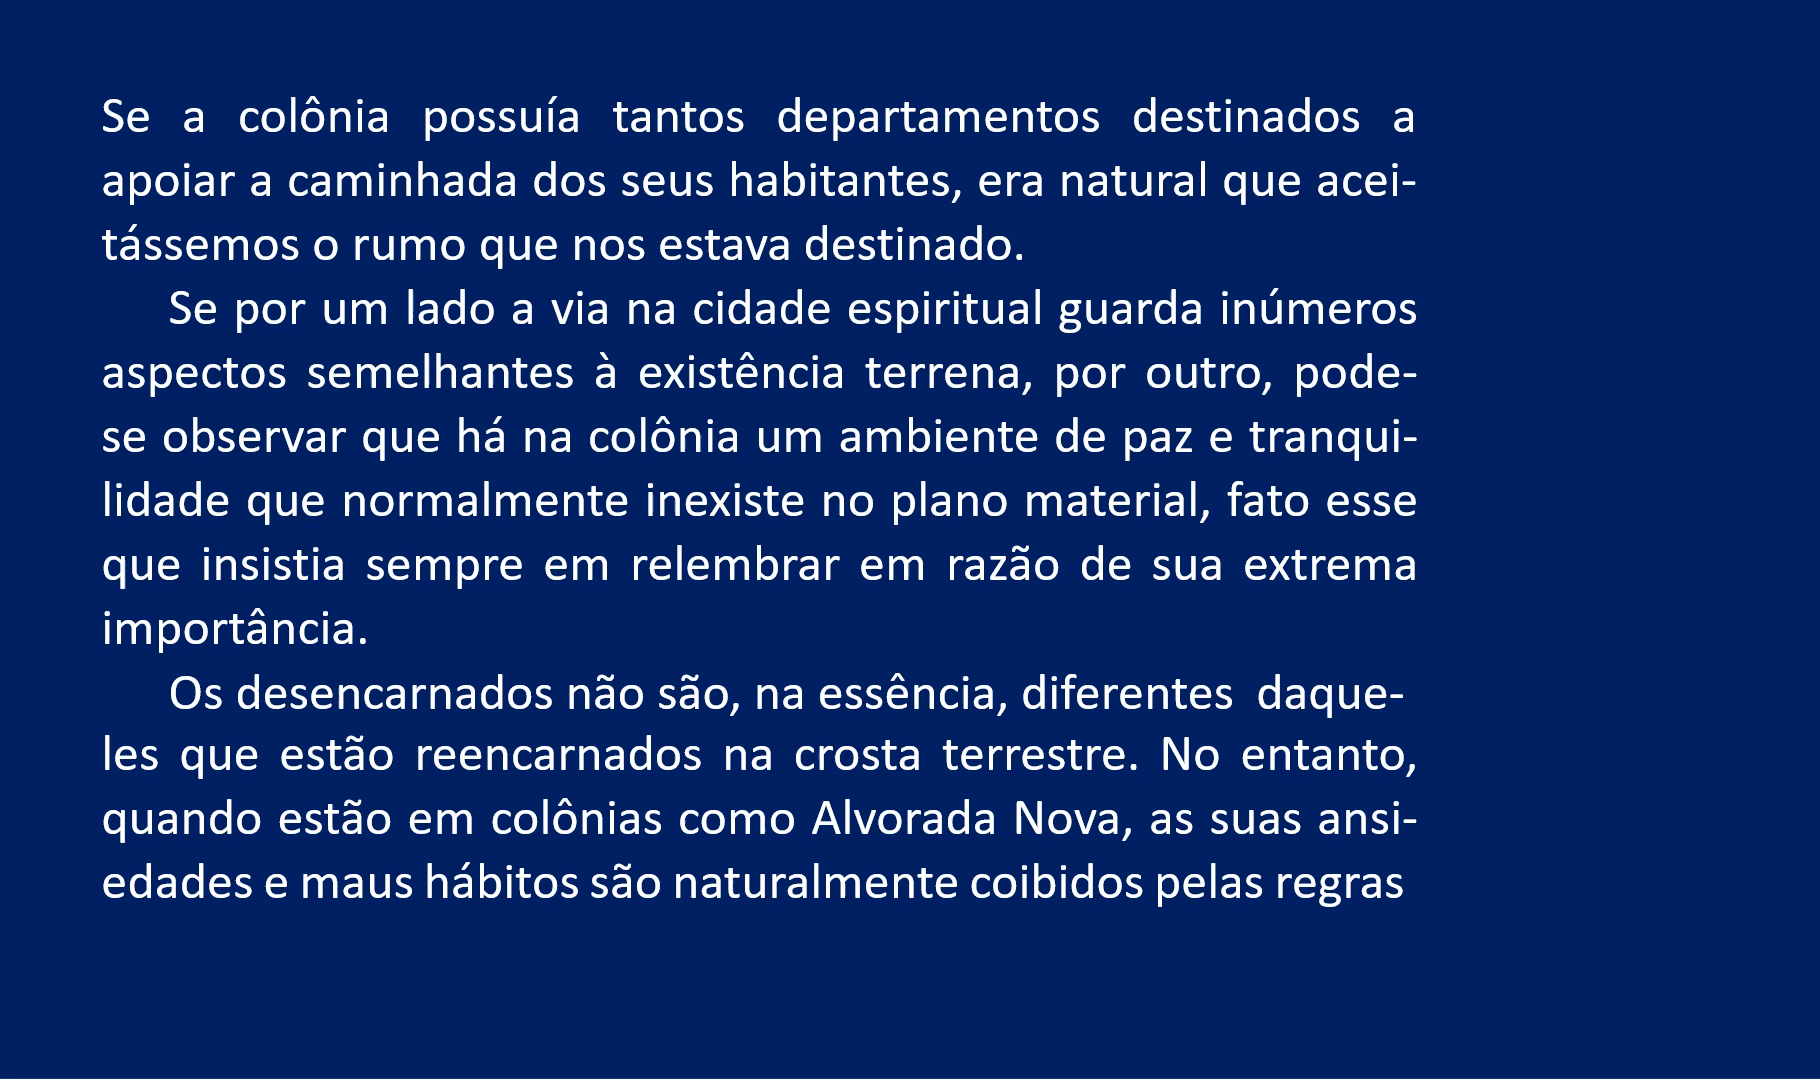 Se a colônia possuía tantos departamentos destinados a
apoiar a caminhada dos seus habitantes, era natural que acei-
tássemos o rumo que nos estava destinado.
Se por um lado a via na cidade espiritual guarda inúmeros
aspectos semelhantes à existência terrena, por outro, pode-
se observar que há na colônia um ambiente de paz e tranqui-
lidade que normalmente inexiste no plano material, fato esse
que insistia sempre em relembrar em razão de sua extrema
importância.
Os desencarnados não são, na essência, diferentes daque-
les que estão reencarnados na crosta terrestre. No entanto,
quando estão em colônias como Alvorada Nova, as suas ansi-
edades e maus hábitos são naturalmente coibidos pelas regras